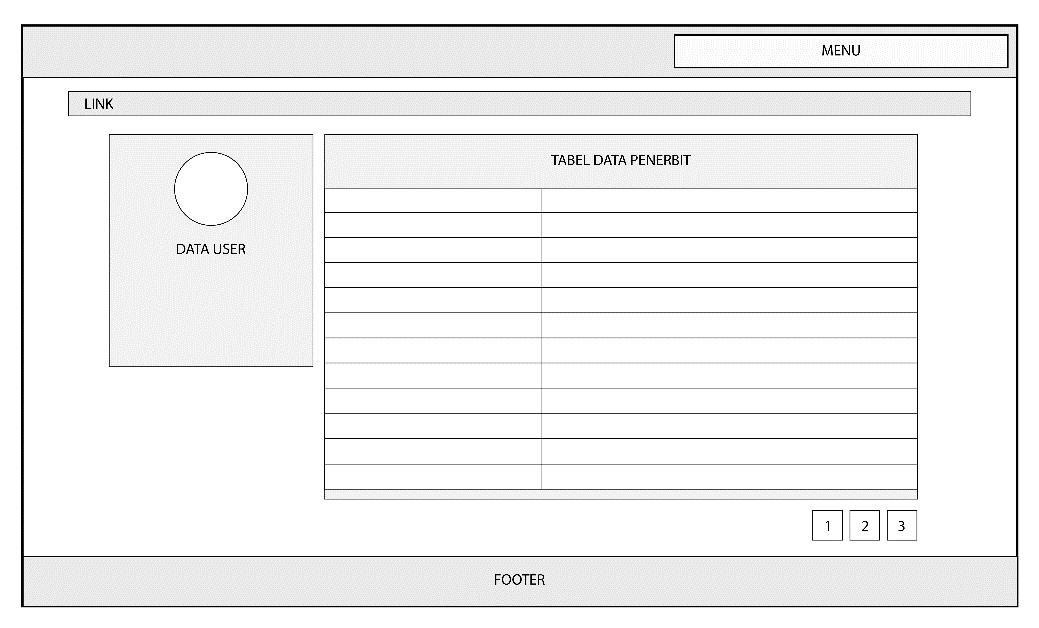 MENU
LINK
TABEL DATA PENERBIT
DATA USER
1 2 3
FOOTER